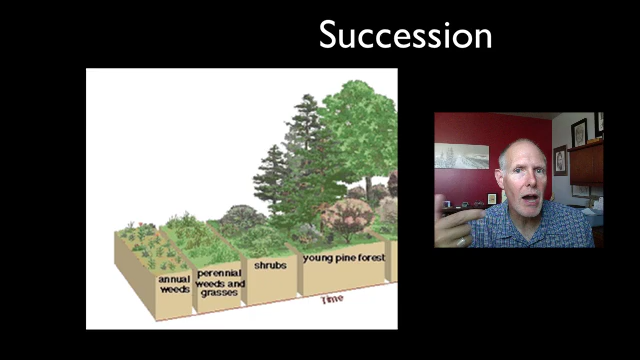 Succession
annual
weeds
perennial
weeds and
grasses
shrubs
young pine forest
Time